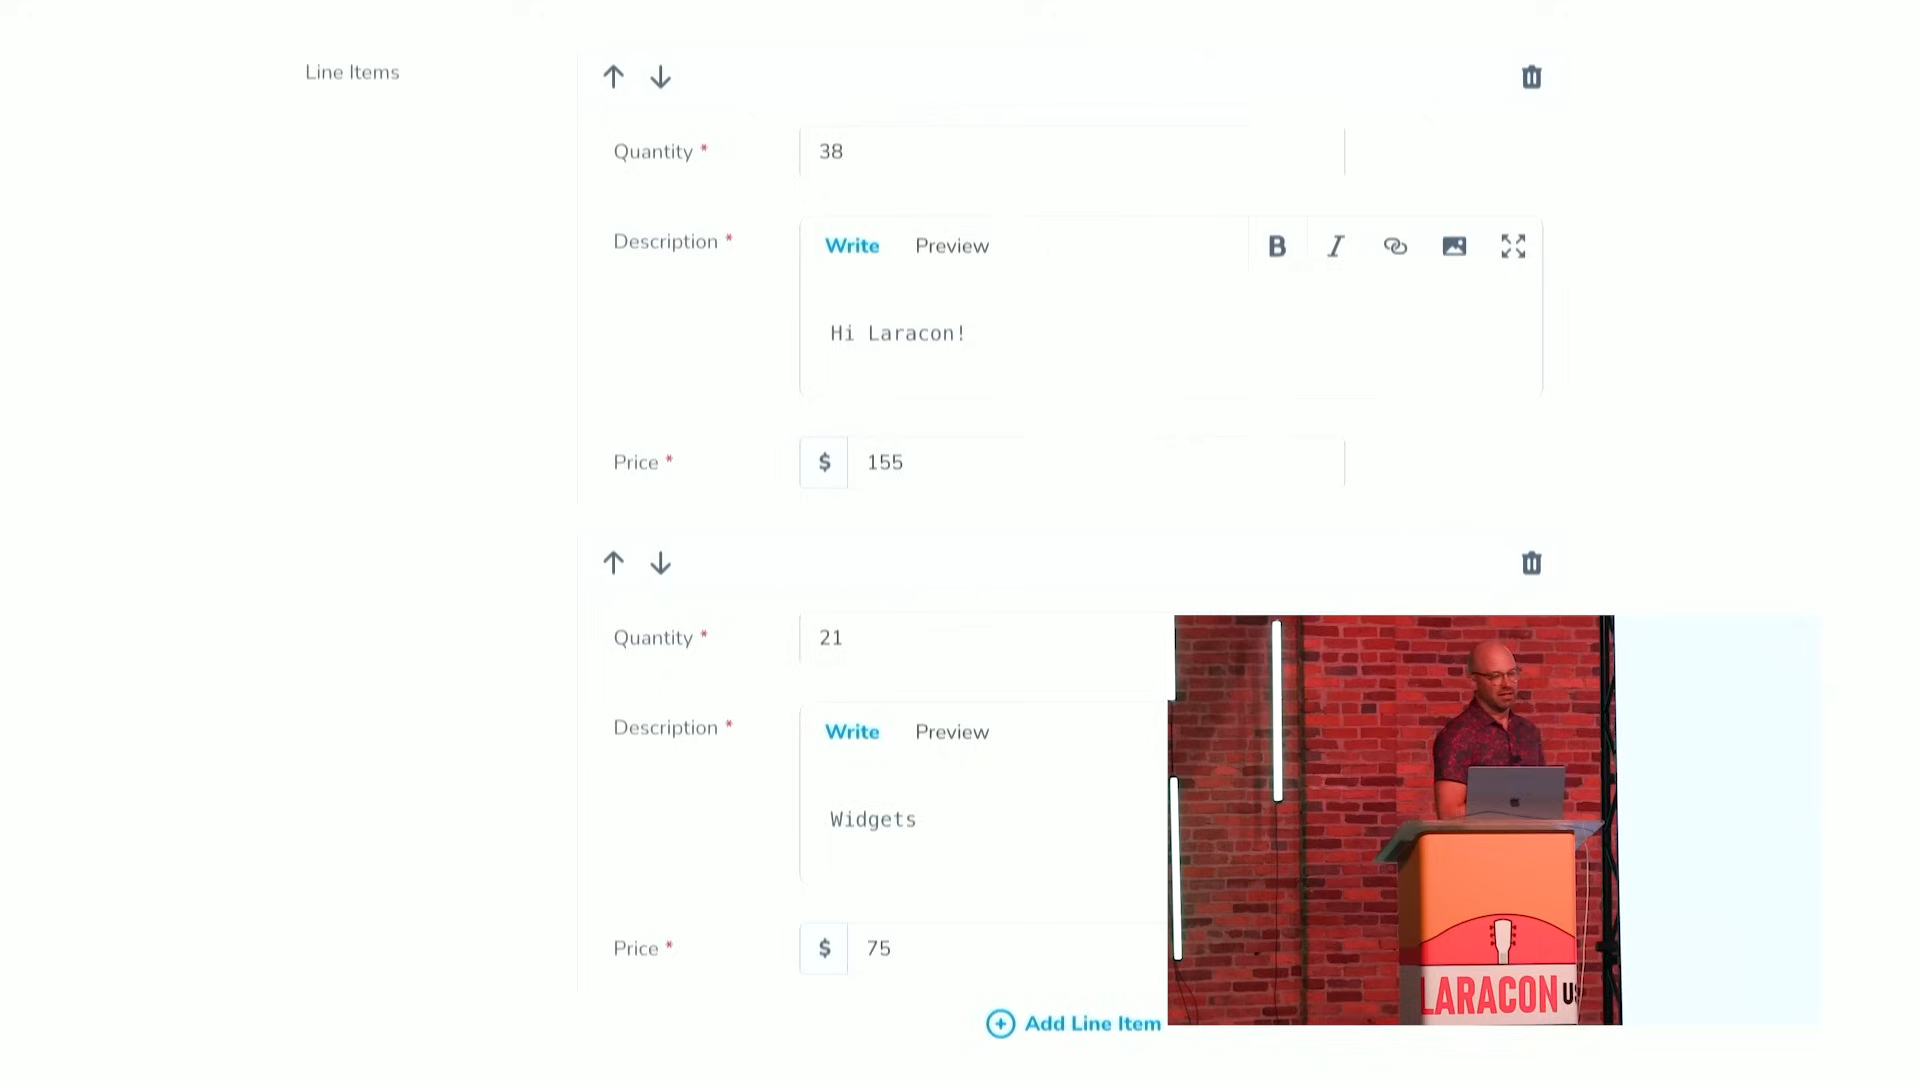 Line Items
Quantity *
38
Description *
Write Preview
B I
Hi Laracon!
Price *
$ 155
Quantity *
21
Description *
Write Preview
Widgets
Price *
$ 75
Add Line Item
LARACON US